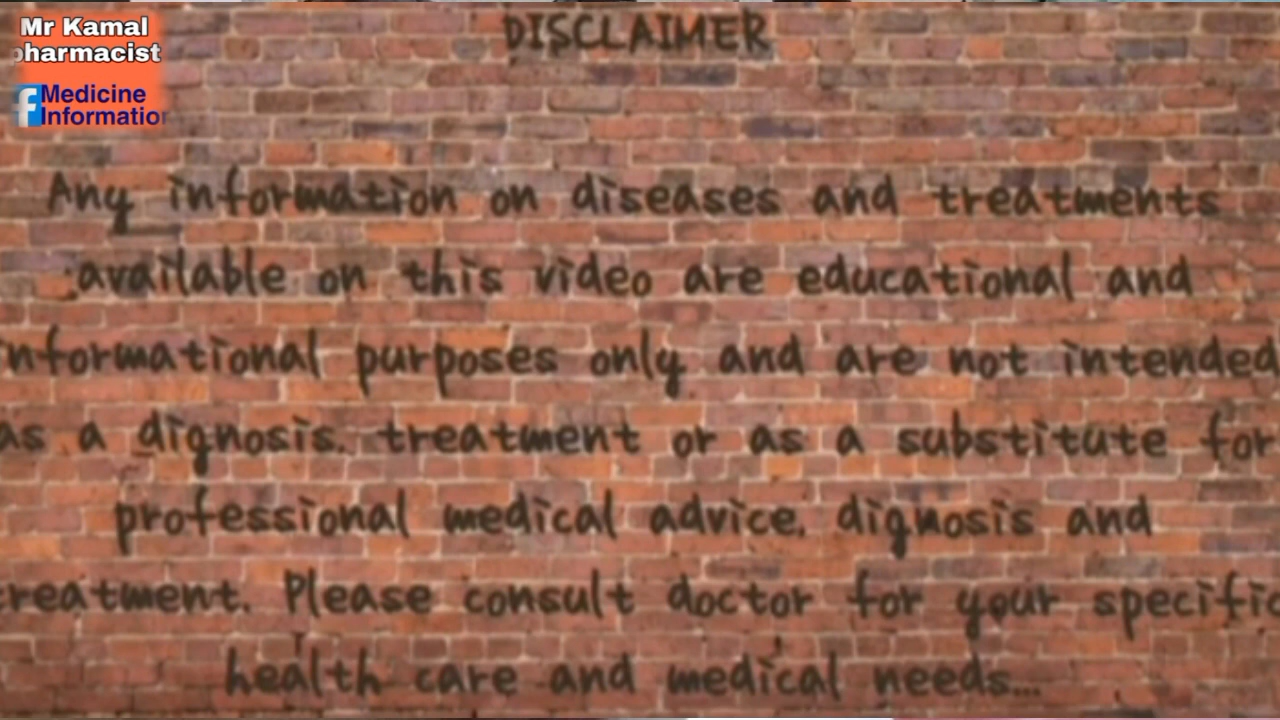 Mr Kamal
pharmacist
f Medicine
Information
DISCLAIMER
Any information on diseases and treatments
available on this video are educational and
informational purposes only and are not intended
as a dignosis. treatment or as a substitute for
professional medical advice, dignosis and
treatment. Please consult doctor for your specific
health care and medical needs...